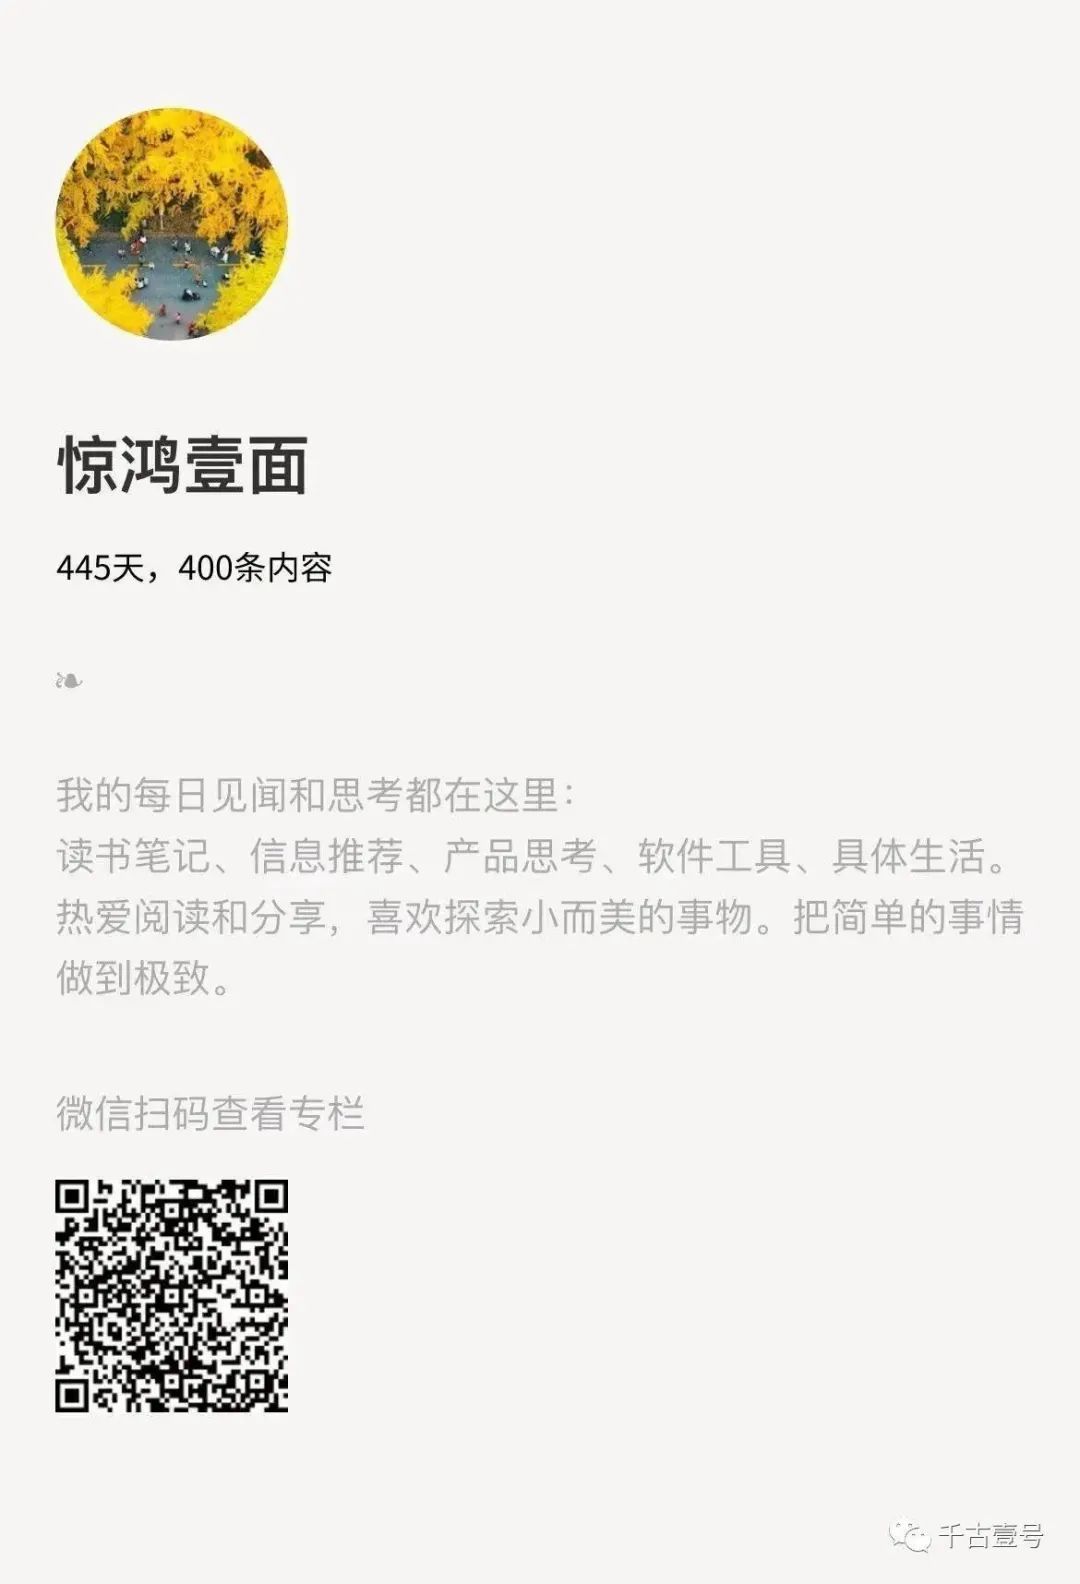 惊鸿壹面
445天，400条内容
❧
我的每日见闻和思考都在这里：
读书笔记、信息推荐、产品思考、软件工具、具体生活。
热爱阅读和分享，喜欢探索小而美的事物。把简单的事情
做到极致。
微信扫码查看专栏
千古壹号